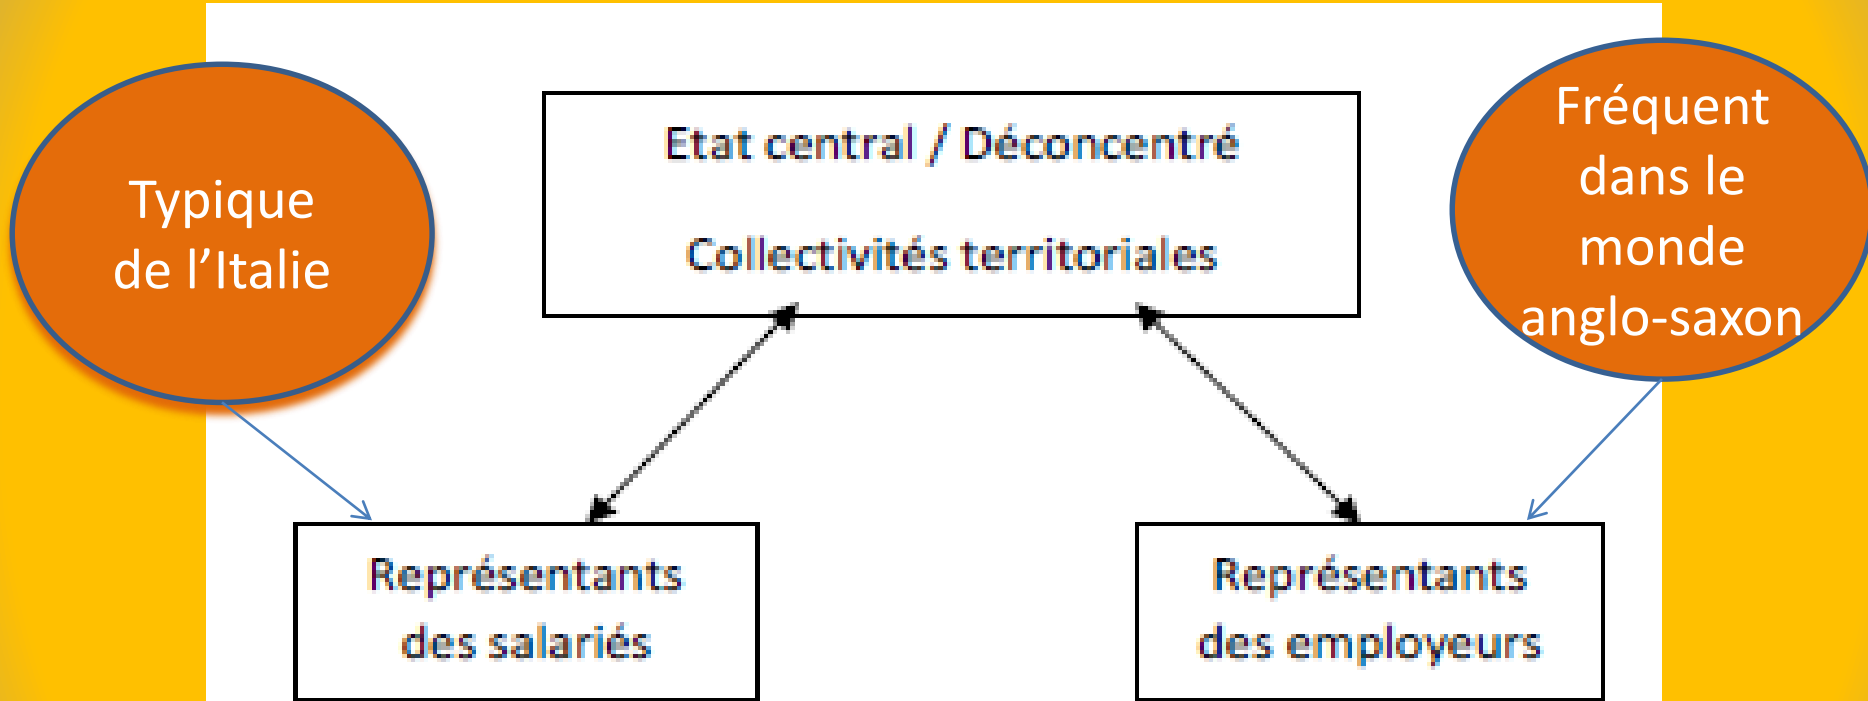 Typique
de l’Italie
Etat central / Déconcentré
Collectivités territoriales
Fréquent
dans le
monde
anglo-saxon
Représentants
des salariés
Représentants
des employeurs